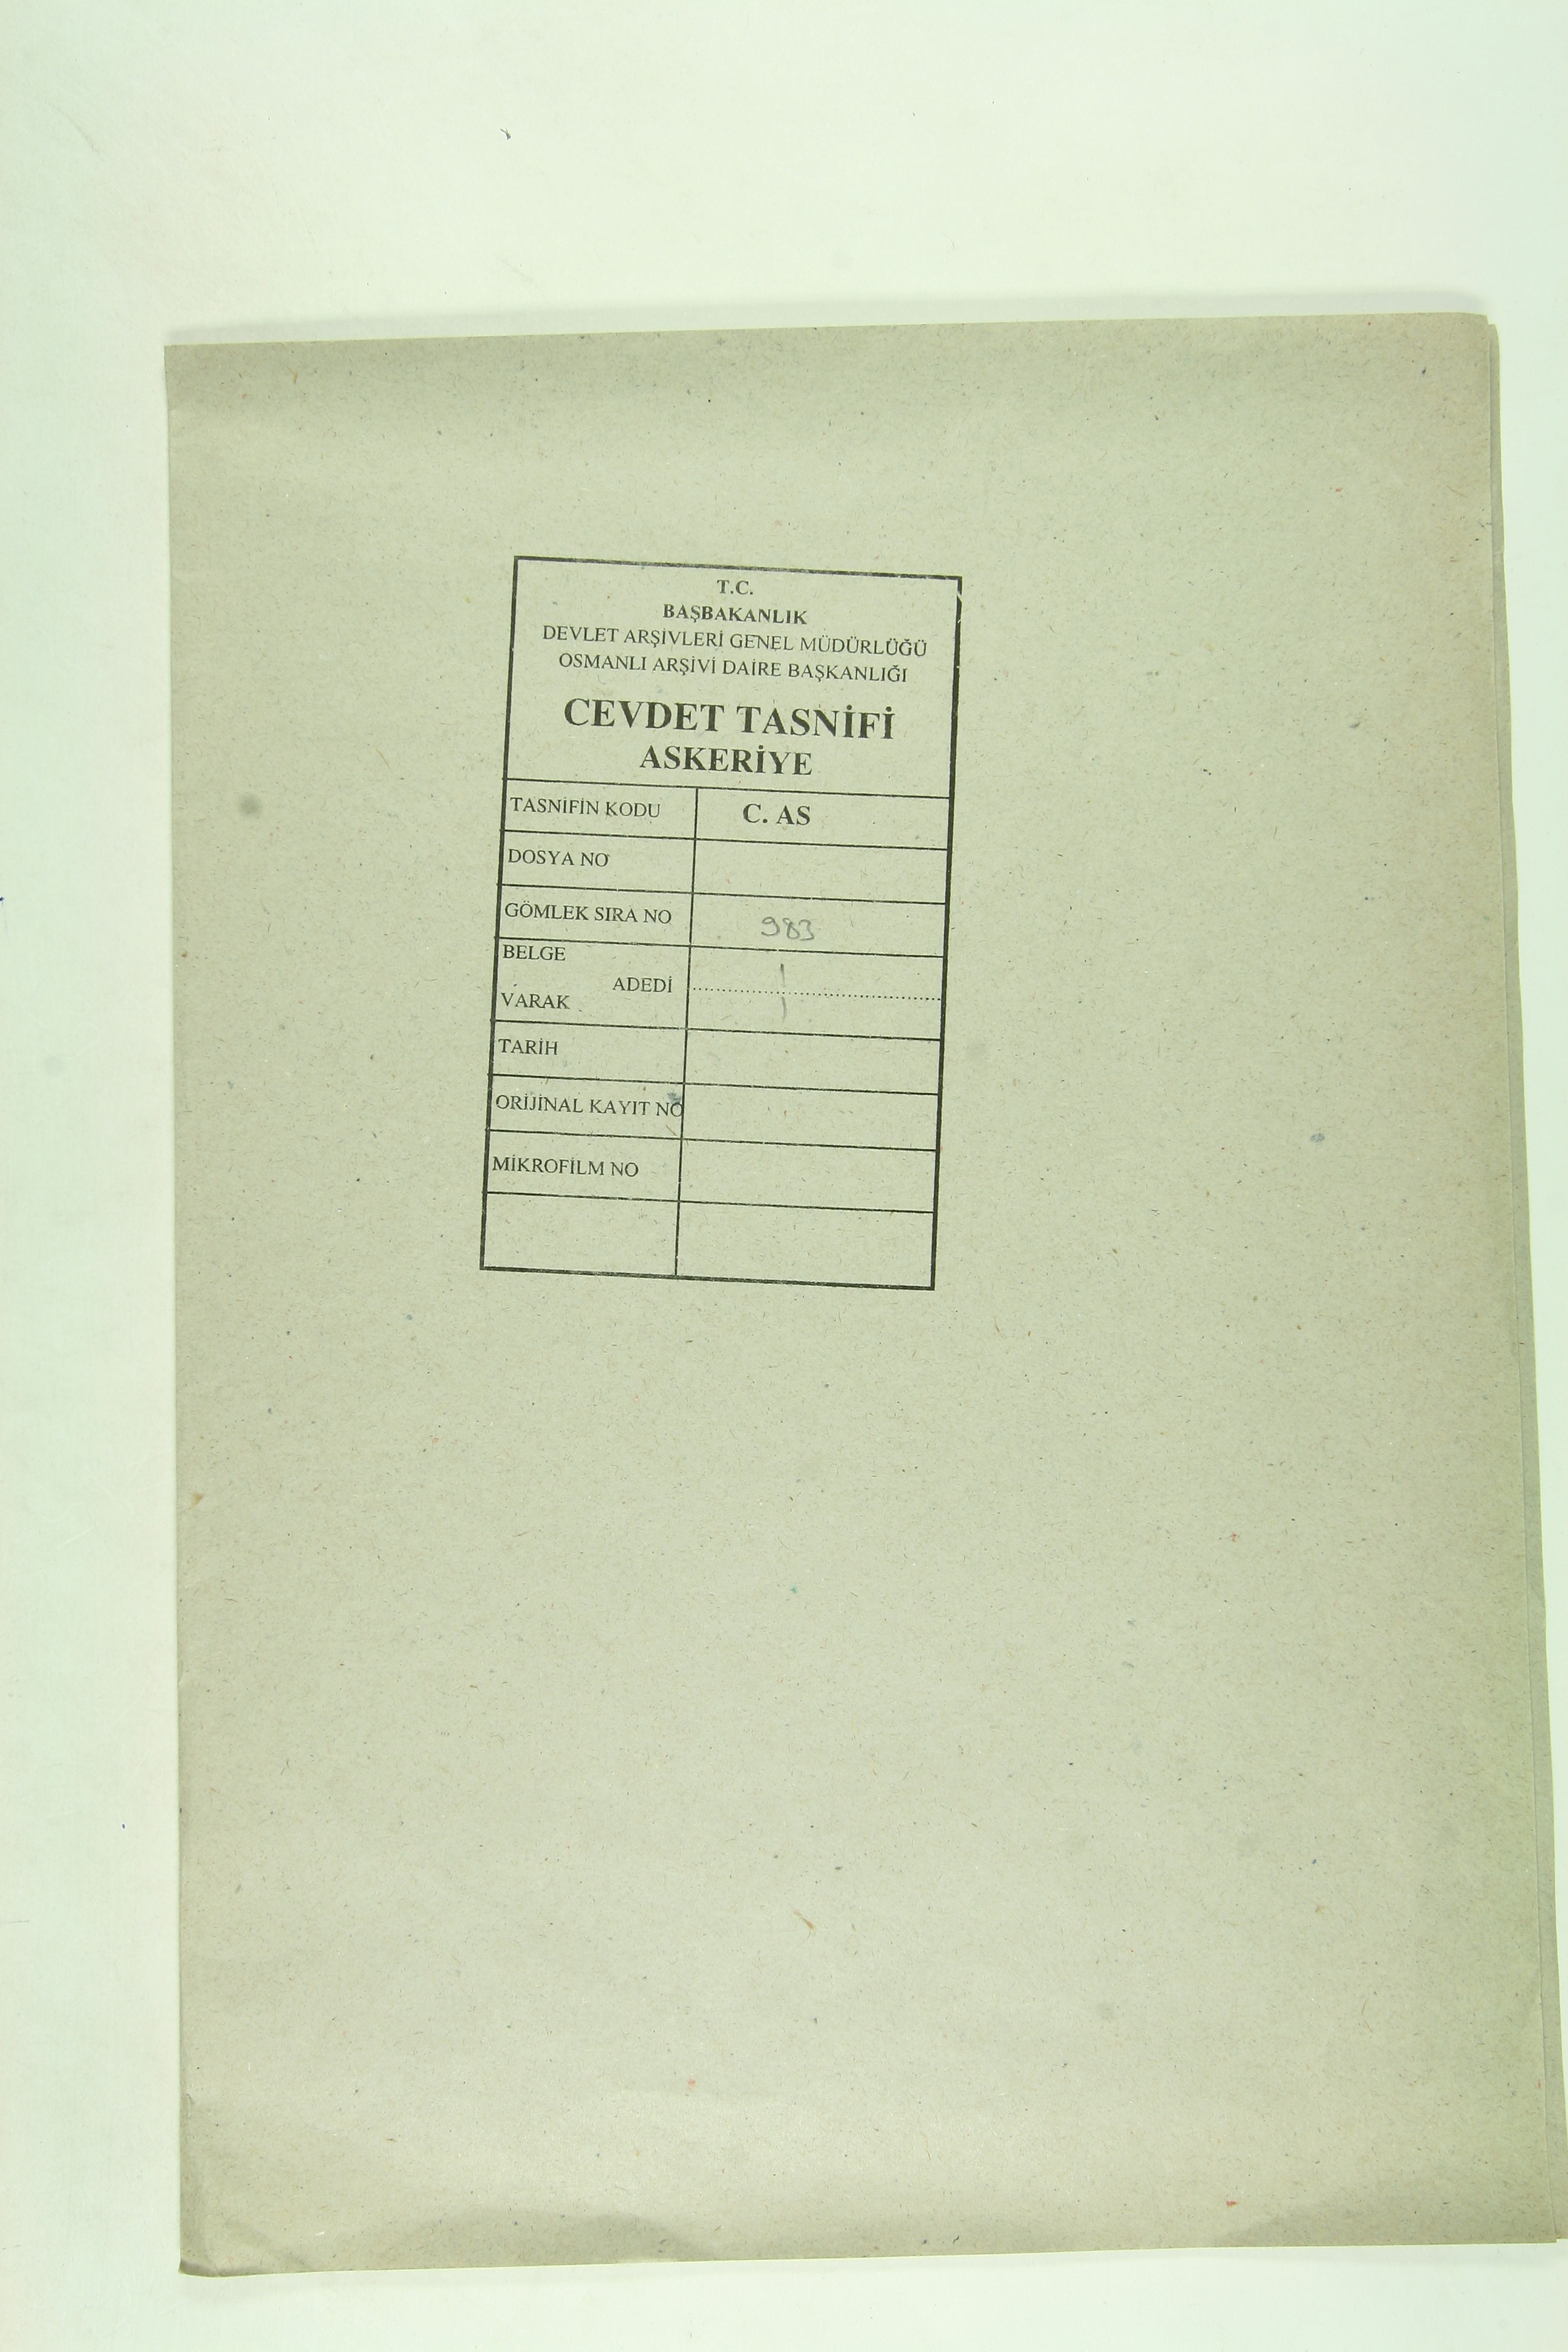 T.C.
BAŞBAKANLIK
DEVLET ARŞİVLERİ GENEL MÜDÜRLÜĞÜ
OSMANLI ARŞİVİ DAİRE BAŞKANLIĞI
CEVDET TASNİFİ
ASKERİYE
TASNİFİN KODU C. AS
DOSYA NO
GÖMLEK SIRA NO 983
BELGE 1
ADEDİ
VARAK 1
TARİH
ORİJİNAL KAYIT NO
MİKROFİLM NO